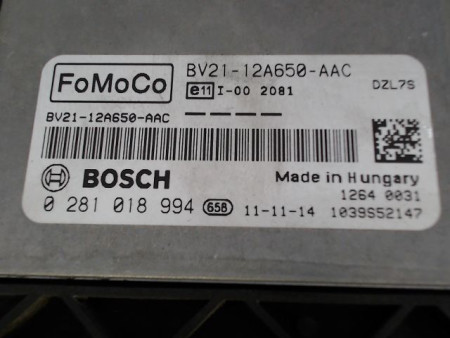 FoMoCo
BV21-12A650-AAC
e11 I-00 2081
DZL7S
BV21-12A650-AAC
BOSCH
Made in Hungary
1264 0031
0 281 018 994 65B 11-11-14 1039S52147